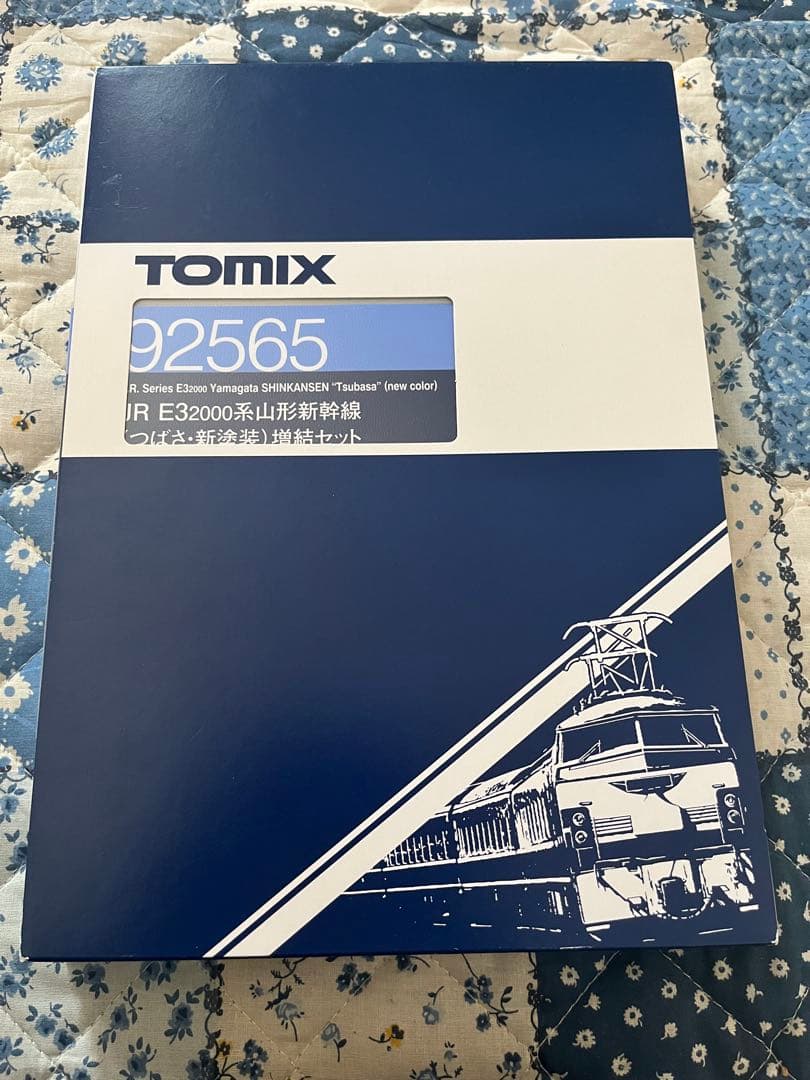 TOMIX
92565
.R. Series E32000 Yamagata SHINKANSEN "Tsubasa" (new color)
JR E32000系山形新幹線
(つばさ・新塗装)増結セット